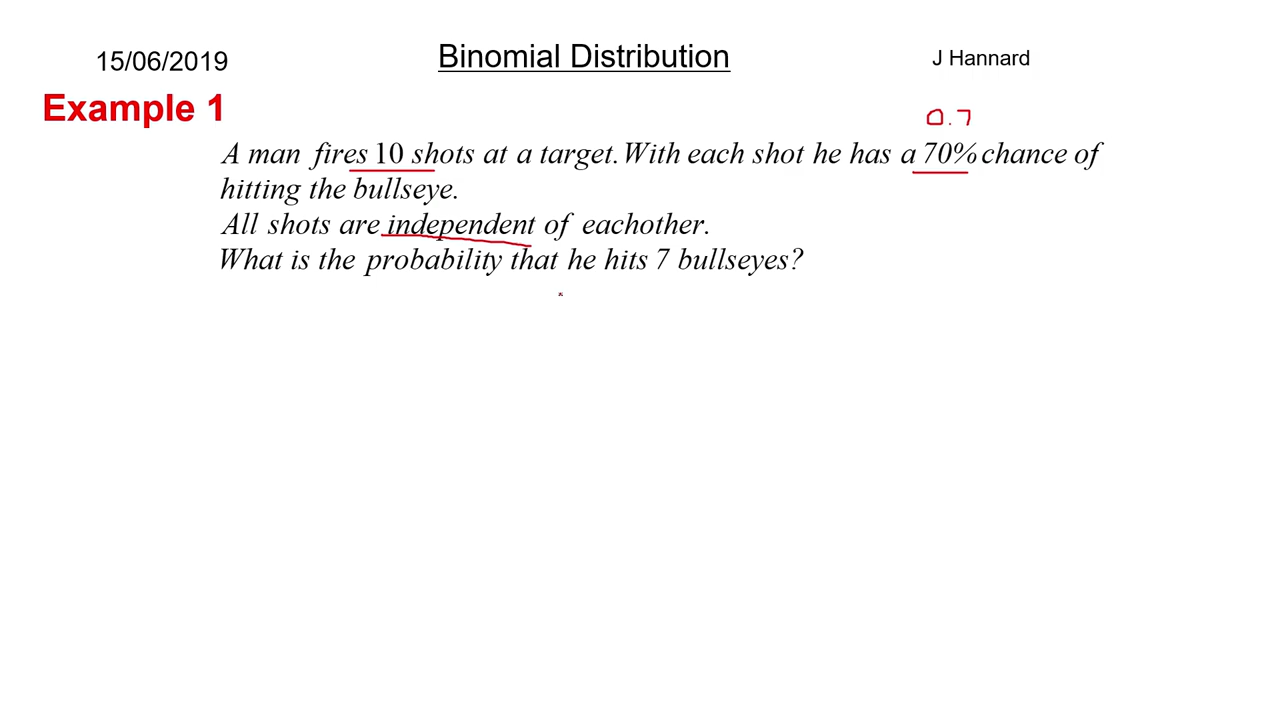 15/06/2019 Binomial Distribution J Hannard
Example 1
0.7
A man fires 10 shots at a target. With each shot he has a 70% chance of
hitting the bullseye.
All shots are independent of eachother.
What is the probability that he hits 7 bullseyes?